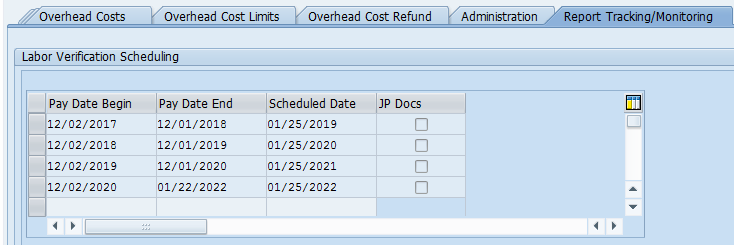 Overhead Costs Overhead Cost Limits Overhead Cost Refund Administration Report Tracking/Monitoring
Labor Verification Scheduling
Pay Date Begin Pay Date End Scheduled Date JP Docs
12/02/2017 12/01/2018 01/25/2019
12/02/2018 12/01/2019 01/25/2020
12/02/2019 12/01/2020 01/25/2021
12/02/2020 01/22/2022 01/25/2022